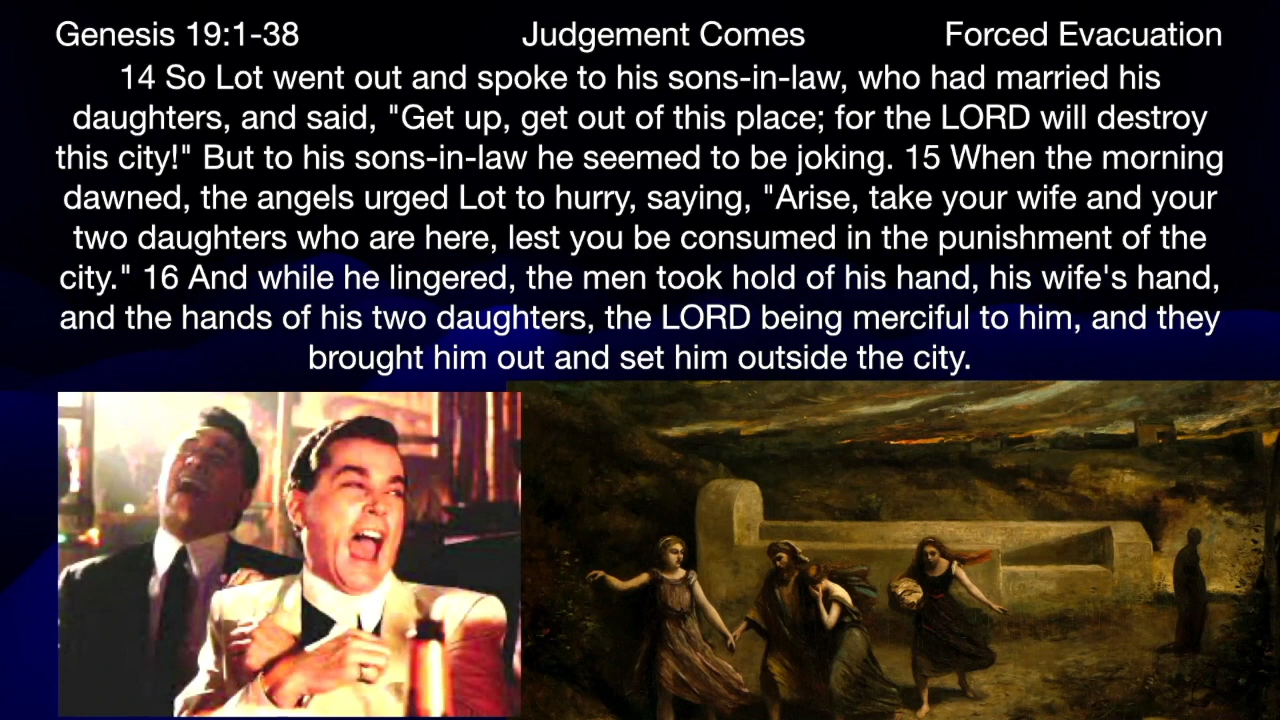 Genesis 19:1-38 Judgement Comes Forced Evacuation
14 So Lot went out and spoke to his sons-in-law, who had married his
daughters, and said, "Get up, get out of this place; for the LORD will destroy
this city!" But to his sons-in-law he seemed to be joking. 15 When the morning
dawned, the angels urged Lot to hurry, saying, "Arise, take your wife and your
two daughters who are here, lest you be consumed in the punishment of the
city." 16 And while he lingered, the men took hold of his hand, his wife's hand,
and the hands of his two daughters, the LORD being merciful to him, and they
brought him out and set him outside the city.